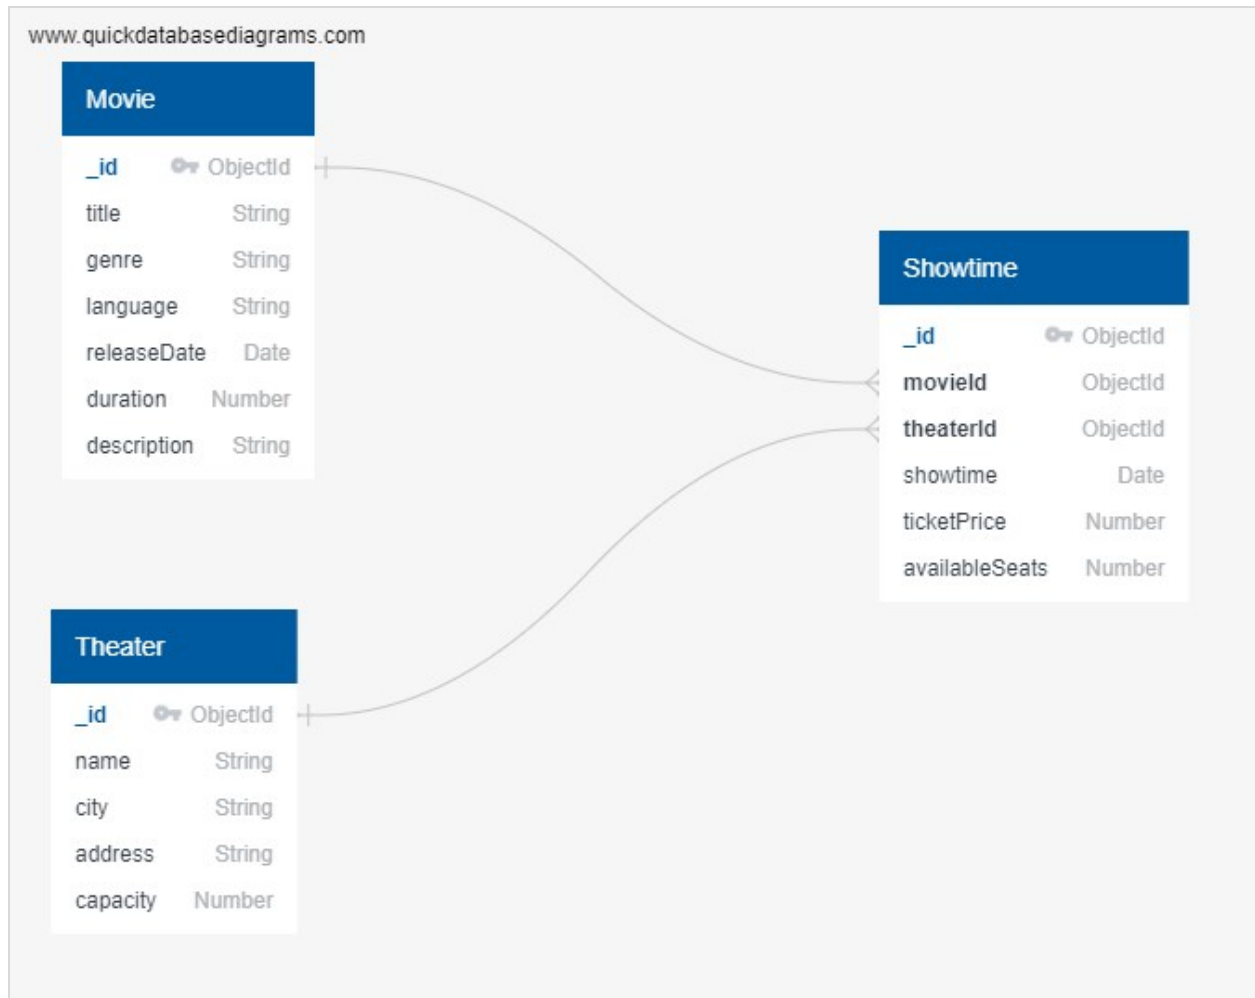 www.quickdatabasediagrams.com
Movie
_id ObjectId
title String
genre String
language String
releaseDate Date
duration Number
description String
Showtime
_id ObjectId
movieId ObjectId
theaterId ObjectId
showtime Date
ticketPrice Number
availableSeats Number
Theater
_id ObjectId
name String
city String
address String
capacity Number